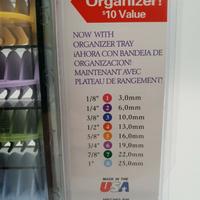 Organizer!
$10 Value
NOW WITH
ORGANIZER TRAY
¡AHORA CON BANDEJA DE
ORGANIZACION!
MAINTENANT AVEC
PLATEAU DE RANGEMENT!
1/8" 1 3,0mm
1/4" 2 6,0mm
3/8" 3 10,0mm
1/2" 4 13,0mm
5/8" 5 16,0mm
3/4" 6 19,0mm
7/8" 7 22,0mm
1" 8 25,0mm
MADE IN THE
USA